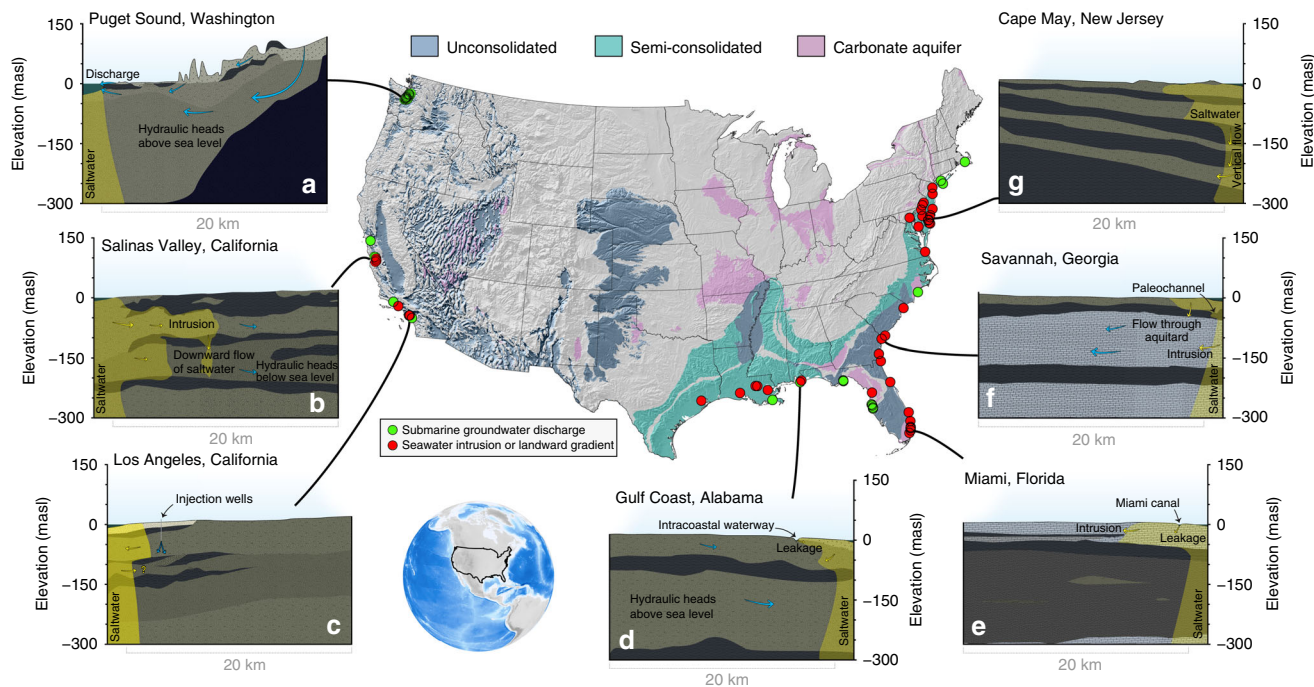 Puget Sound, Washington
150
0
−150
−300
Elevation (masl)
Discharge
Hydraulic heads
above sea level
Saltwater
a
20 km
Unconsolidated
Semi-consolidated
Carbonate aquifer
Cape May, New Jersey
150
0
−150
−300
Elevation (masl)
Saltwater
Vertical flow
g
20 km
Salinas Valley, California
150
0
−150
−300
Elevation (masl)
Intrusion
Downward flow
of saltwater
Hydraulic heads
below sea level
Saltwater
b
20 km
Savannah, Georgia
150
0
−150
−300
Elevation (masl)
Paleochannel
Flow through
aquitard
Intrusion
Saltwater
f
20 km
Submarine groundwater discharge
Seawater intrusion or landward gradient
Los Angeles, California
150
0
−150
−300
Elevation (masl)
Injection wells
?
Saltwater
c
20 km
Gulf Coast, Alabama
150
0
−150
−300
Elevation (masl)
Intracoastal waterway
Leakage
Hydraulic heads
above sea level
Saltwater
d
20 km
Miami, Florida
150
0
−150
−300
Elevation (masl)
Miami canal
Intrusion
Leakage
Saltwater
e
20 km